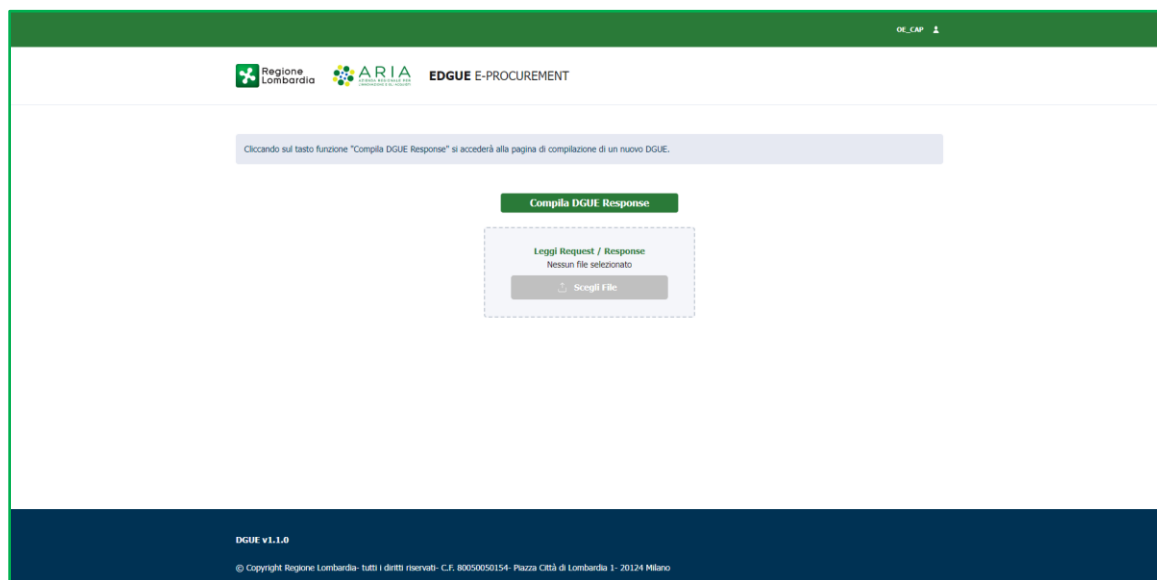 OE_CAP
Regione
Lombardia
ARIA
EDGUE E-PROCUREMENT
Cliccando sul tasto funzione "Compila DGUE Response" si accederà alla pagina di compilazione di un nuovo DGUE.
Compila DGUE Response
Leggi Request / Response
Nessun file selezionato
Scegli File
DGUE v1.1.0
© Copyright Regione Lombardia- tutti i diritti riservati- C.F. 80050050154- Piazza Città di Lombardia 1- 20124 Milano